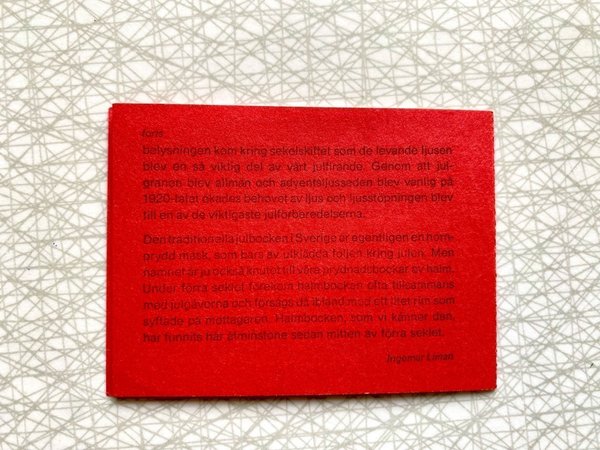 toris.
belysningen kom kring sekelskiftet som de levande ljusen
blev en så viktig del av vårt julfirande. Genom att jul-
granen blev allmän och adventsljusseden blev vanlig på
1920-talet ökades behovet av ljus och ljusstöpningen blev
till en av de viktigaste julförberedelserna.
Den traditionella julbocken i Sverige är egentligen en horn-
prydd mask, som bars av utklädda följen kring julen. Men
namnet är ju också knutet till våra prydnadsbockar av halm.
Under förra seklet förekom halmbocken ofta tillsammans
med julgåvorna och försågs då ibland med ett litet rim som
syftade på mottagaren. Halmbocken, som vi känner den,
har funnits här åtminstone sedan mitten av förra seklet.
Ingemar Liman